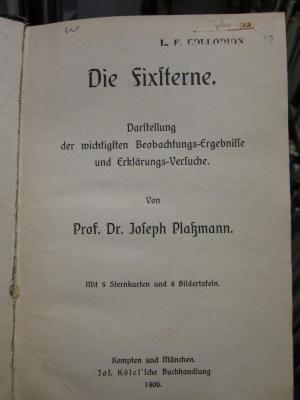 L. F. COLLODION
Die Fixsterne.
Darstellung
der wichtigsten Beobachtungs-Ergebnisse
und Erklärungs-Versuche.
Von
Prof. Dr. Joseph Plaßmann.
Mit 5 Sternkarten und 4 Bildertafeln.
Kempten und München.
Jos. Kösel'sche Buchhandlung
1906.